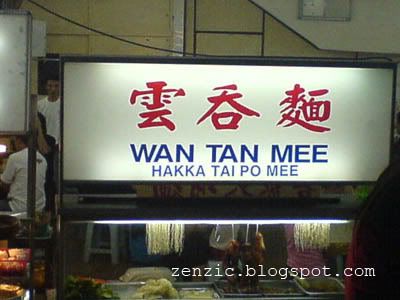 雲吞麵
WAN TAN MEE
HAKKA TAI PO MEE
zenzic.blogspot.com